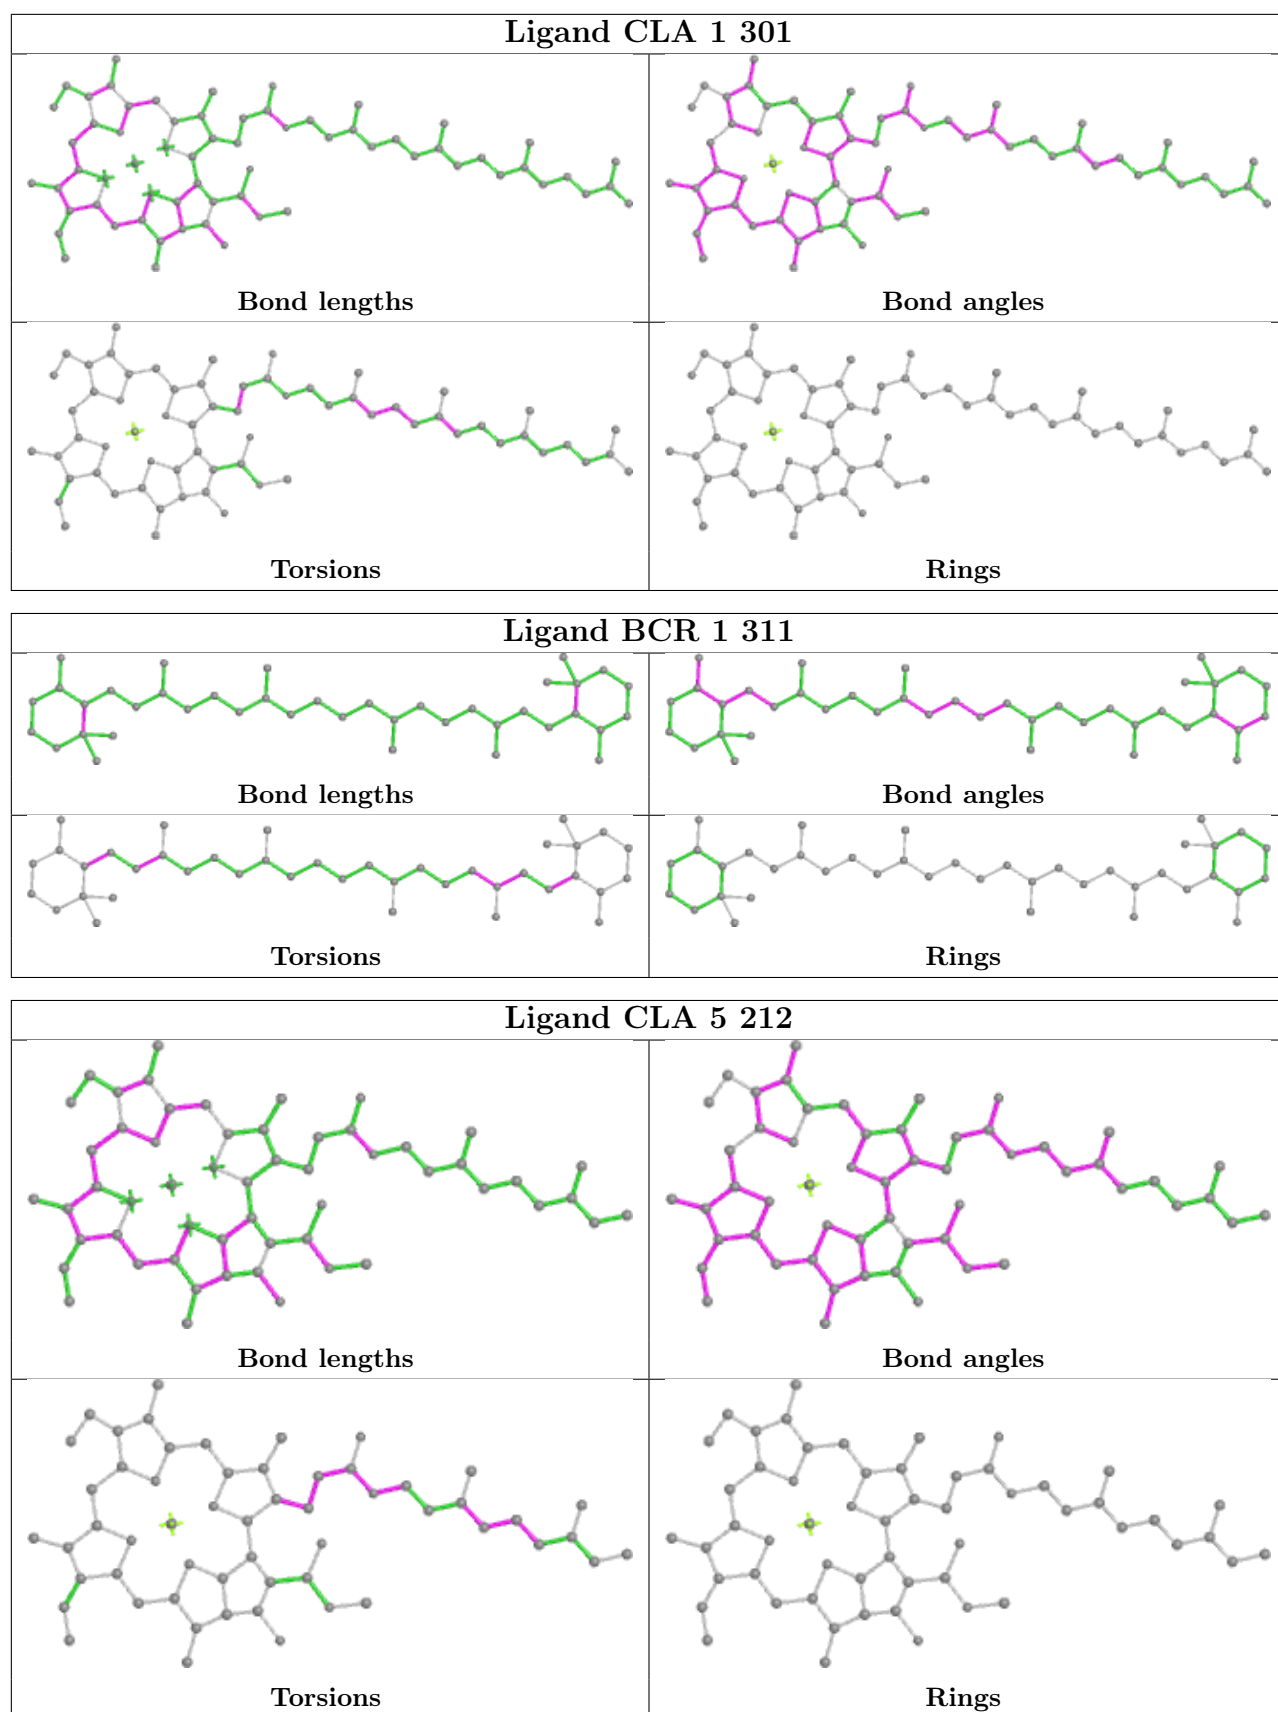 Ligand CLA 1 301
Bond lengths
Bond angles
Torsions
Rings
Ligand BCR 1 311
Bond lengths
Bond angles
Torsions
Rings
Ligand CLA 5 212
Bond lengths
Bond angles
Torsions
Rings